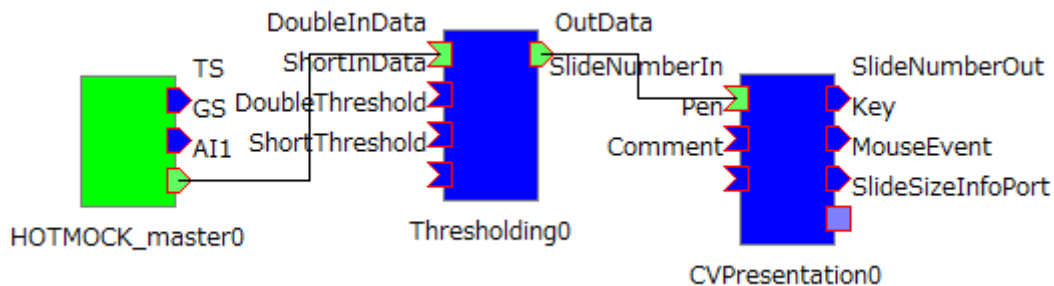 DoubleInData
OutData
ShortInData
SlideNumberIn
SlideNumberOut
TS
GS
DoubleThreshold
Pen
Key
AI1
ShortThreshold
Comment
MouseEvent
SlideSizeInfoPort
HOTMOCK_master0
Thresholding0
CVPresentation0